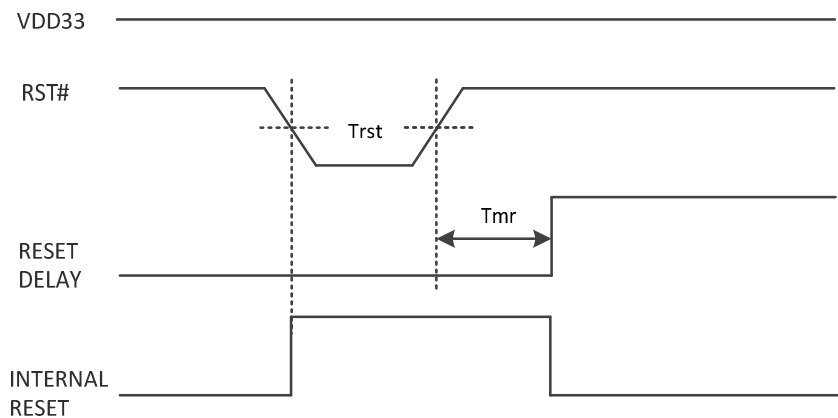 VDD33
RST#
Trst
Tmr
RESET
DELAY
INTERNAL
RESET